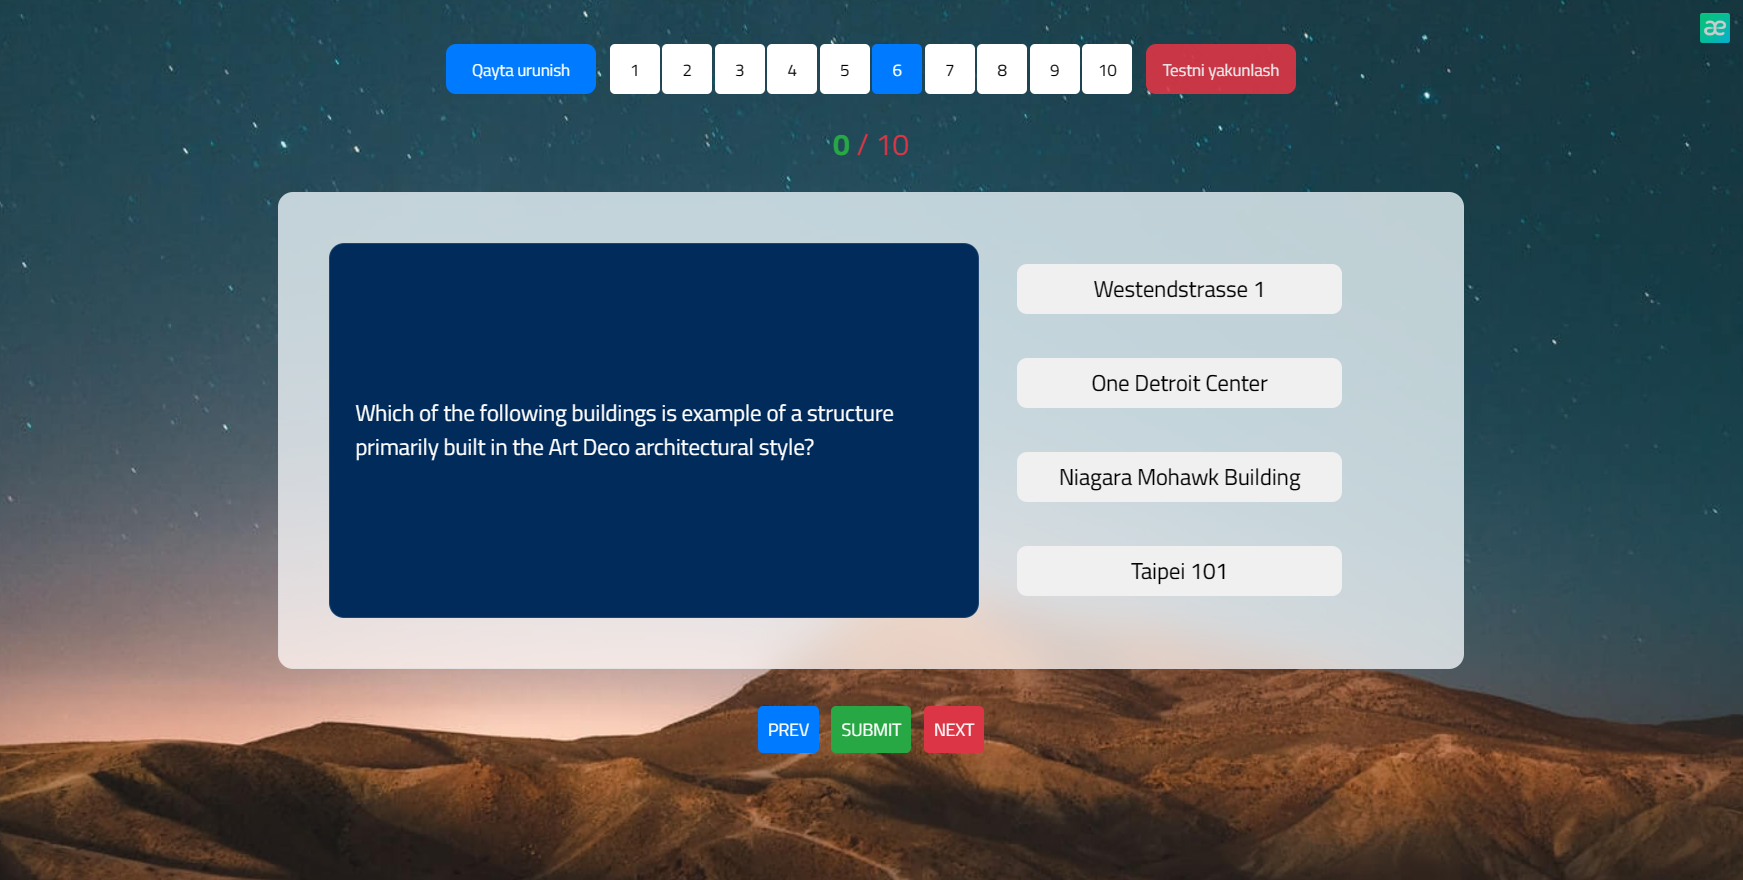 æ
Qayta urunish
1
2
3
4
5
6
7
8
9
10
Testni yakunlash
0 / 10
Which of the following buildings is example of a structure
primarily built in the Art Deco architectural style?
Westendstrasse 1
One Detroit Center
Niagara Mohawk Building
Taipei 101
PREV
SUBMIT
NEXT